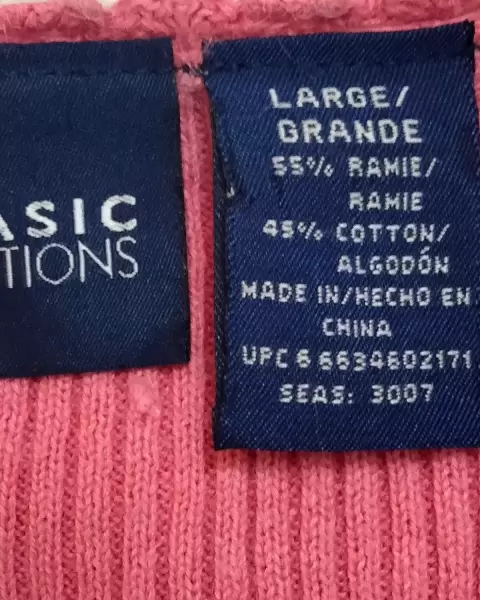 ASIC
TIONS
LARGE/
GRANDE
55% RAMIE/
RAMIE
45% COTTON/
ALGODÓN
MADE IN/HECHO EN
CHINA
UPC 6 6634602171
SEAS: 3007